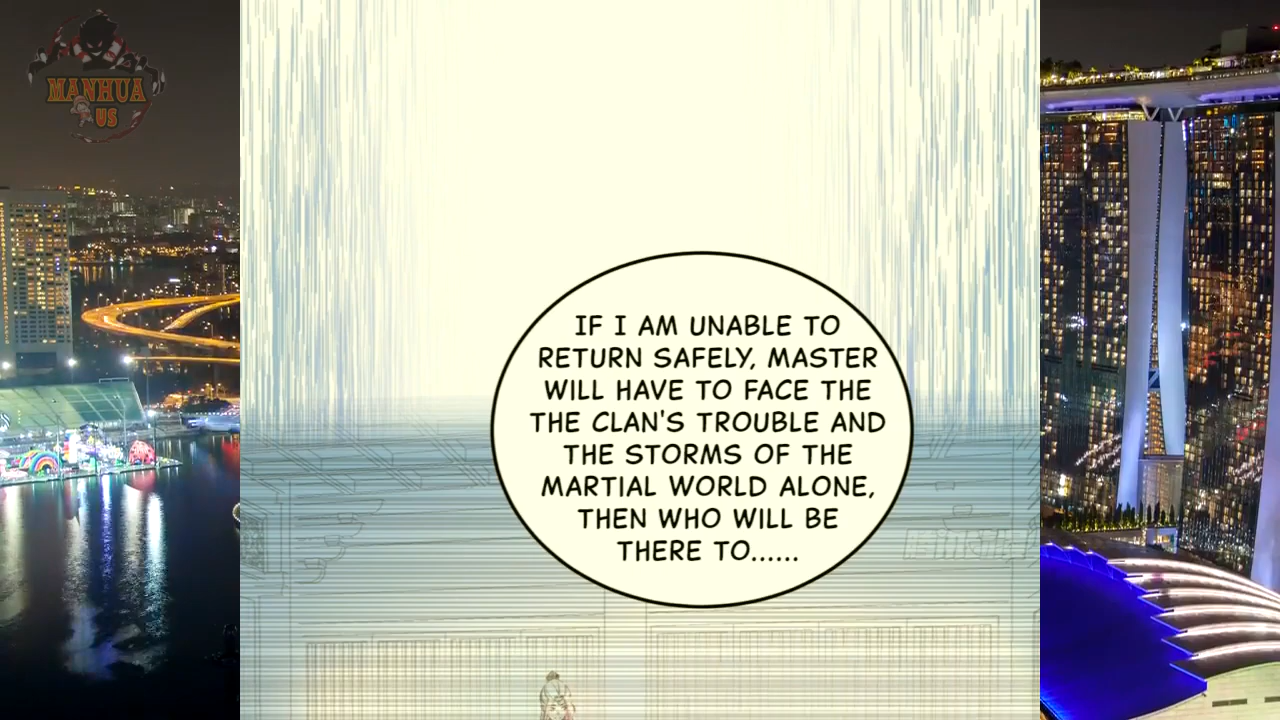 MANHUA
US
IF I AM UNABLE TO
RETURN SAFELY, MASTER
WILL HAVE TO FACE THE
THE CLAN'S TROUBLE AND
THE STORMS OF THE
MARTIAL WORLD ALONE,
THEN WHO WILL BE
THERE TO......